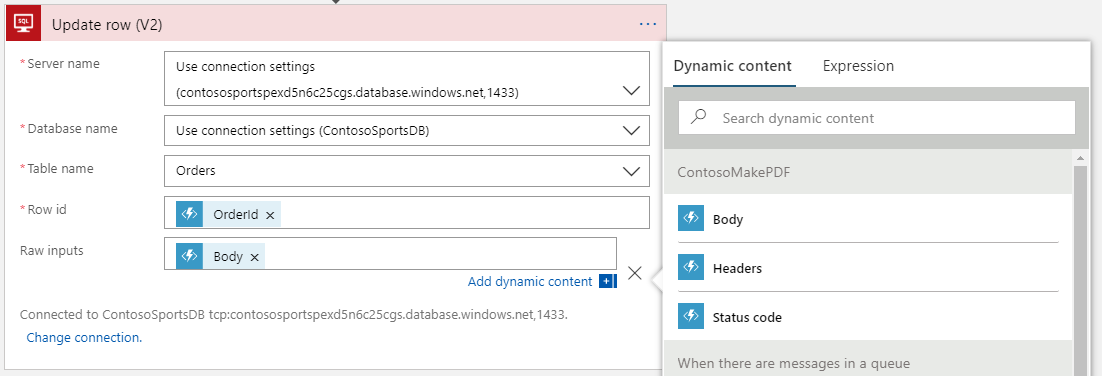 SQL
Update row (V2)
...
* Server name
Use connection settings
(contososportspexd5n6c25cgs.database.windows.net,1433)
* Database name
Use connection settings (ContosoSportsDB)
* Table name
Orders
* Row id
OrderId ×
Raw inputs
Body ×
Add dynamic content
Connected to ContosoSportsDB tcp:contososportspexd5n6c25cgs.database.windows.net,1433.
Change connection.
Dynamic content
Expression
Search dynamic content
ContosoMakePDF
Body
Headers
Status code
When there are messages in a queue